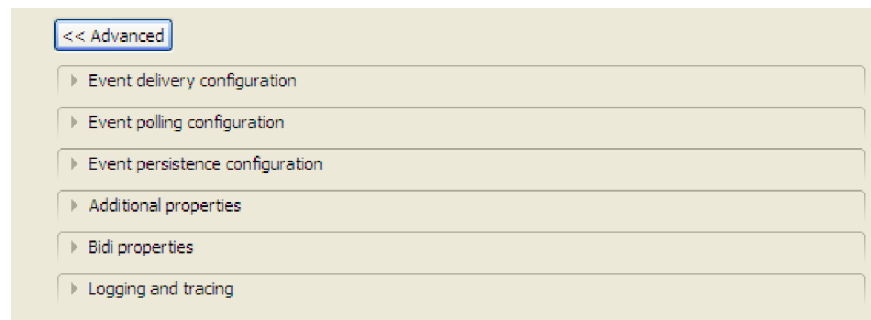 << Advanced
Event delivery configuration
Event polling configuration
Event persistence configuration
Additional properties
Bidi properties
Logging and tracing